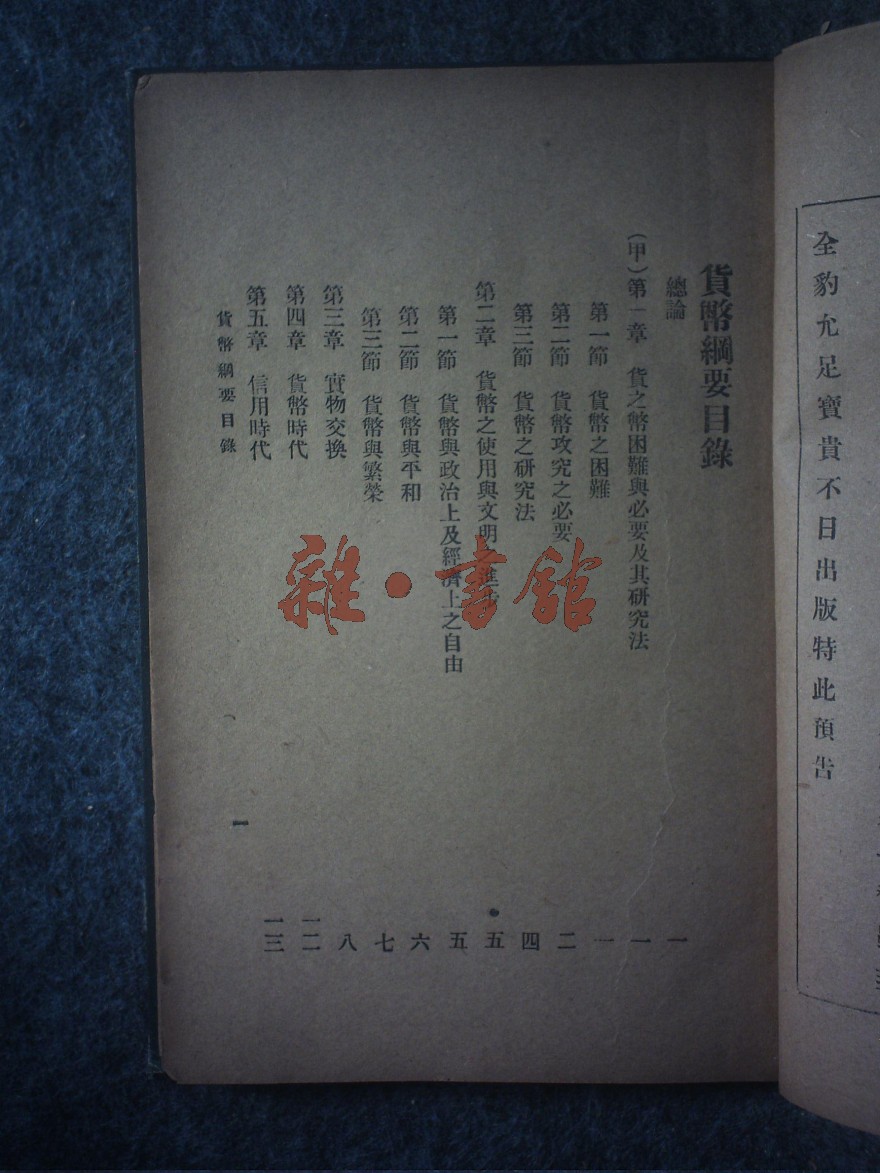 全豹允足寶貴不日出版特此預告
貨幣綱要目錄
總論 一
(甲)第一章 貨之幣困難與必要及其研究法 一
第一節 貨幣之困難 一
第二節 貨幣攻究之必要 二
第三節 貨幣之研究法 四
第二章 貨幣之使用與文明之進步 五
第一節 貨幣與政治上及經濟上之自由 五
第二節 貨幣與平和 六
第三節 貨幣與繁榮 七
第三章 實物交換 八
第四章 貨幣時代 一二
第五章 信用時代 一三
貨幣綱要目錄 一
雜·書館